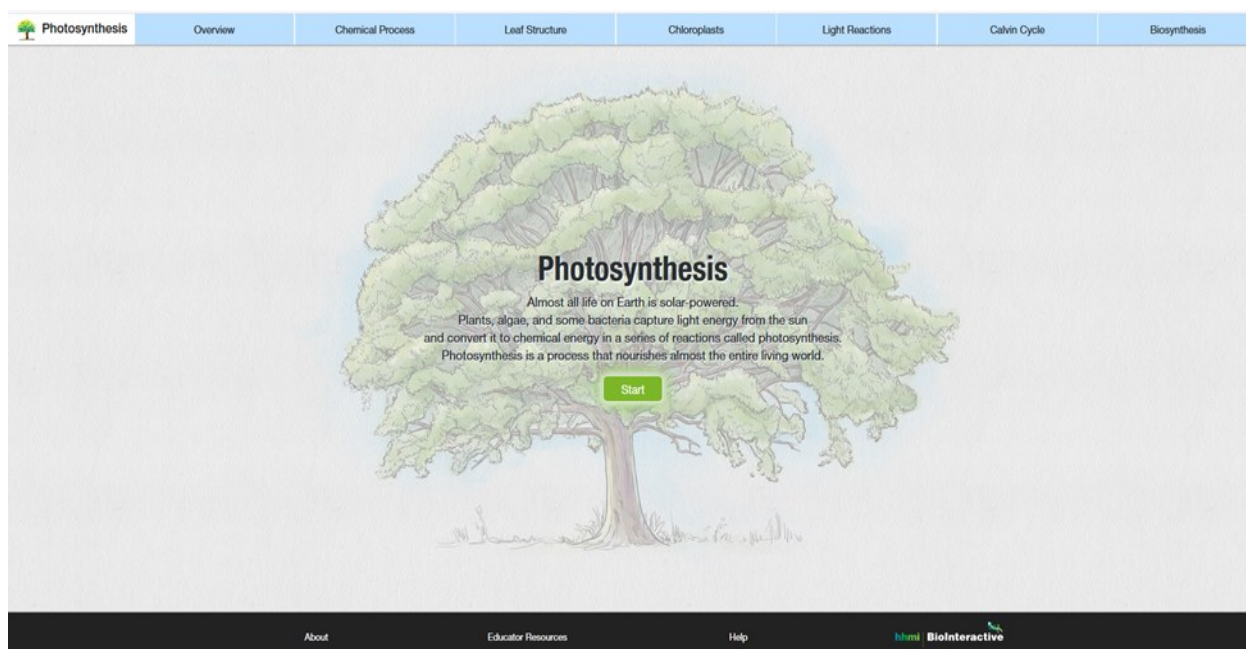 Photosynthesis
Overview
Chemical Process
Leaf Structure
Chloroplasts
Light Reactions
Calvin Cycle
Biosynthesis
Photosynthesis
Almost all life on Earth is solar-powered.
Plants, algae, and some bacteria capture light energy from the sun
and convert it to chemical energy in a series of reactions called photosynthesis.
Photosynthesis is a process that nourishes almost the entire living world.
Start
About
Educator Resources
Help
hhmi BioInteractive